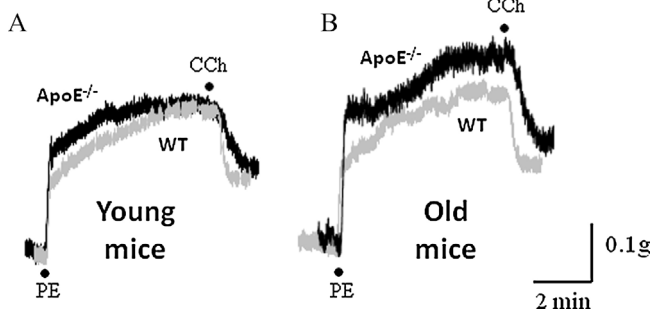 A
CCh
ApoE-/-
WT
Young
mice
PE
B
CCh
ApoE-/-
WT
Old
mice
PE
0.1g
2 min